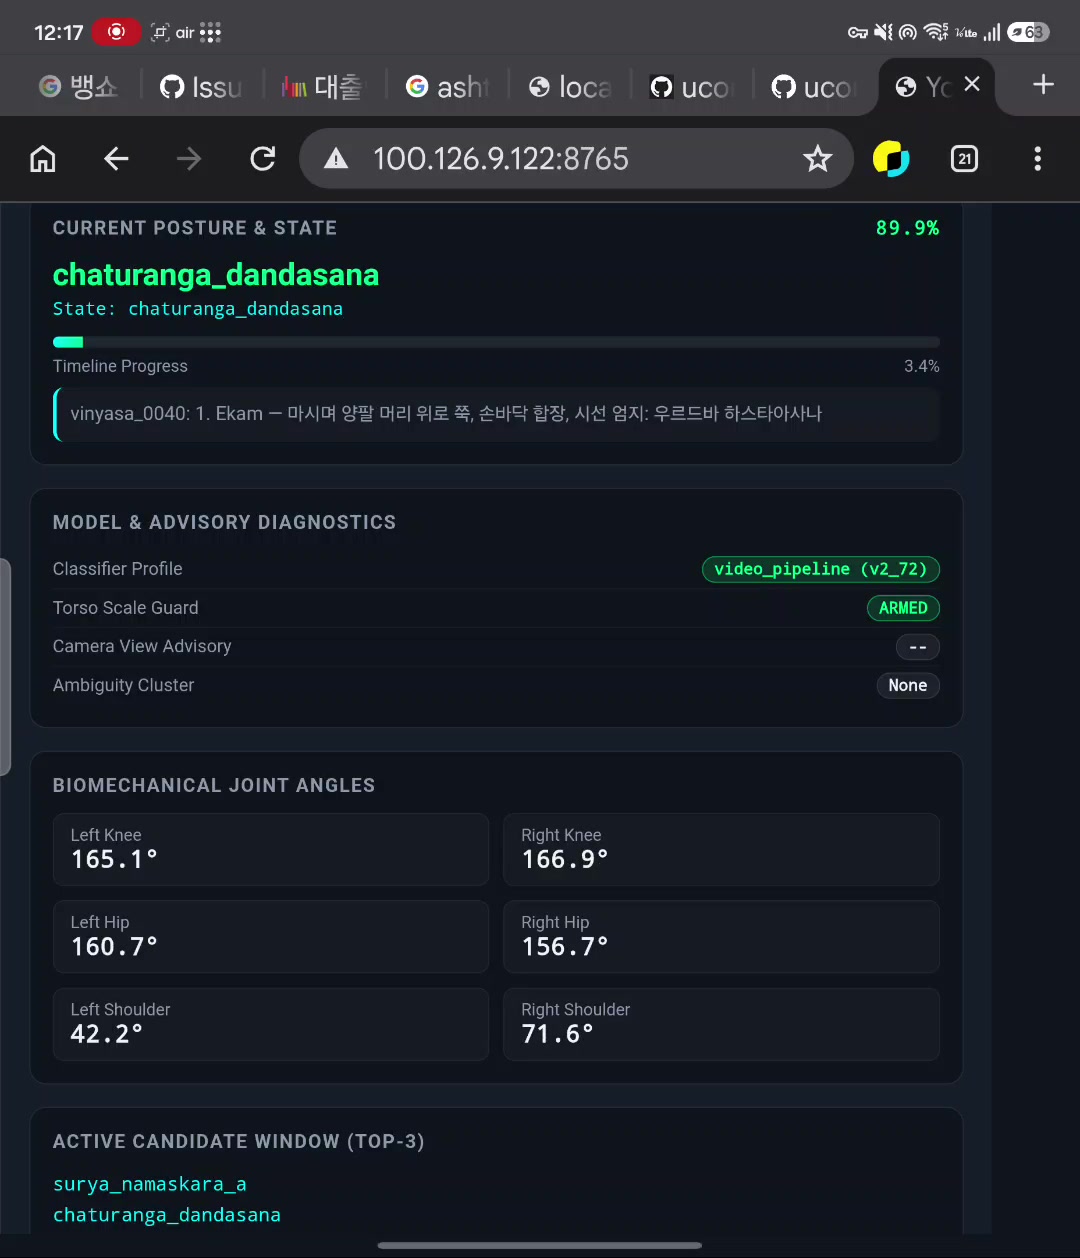 12:17 air Vo lte 63
뱅쇼 Issu 대출 ash loca uco uco Yo
100.126.9.122:8765 21
CURRENT POSTURE & STATE 89.9%
chaturanga_dandasana
State: chaturanga_dandasana
Timeline Progress 3.4%
vinyasa_0040: 1. Ekam — 마시며 양팔 머리 위로 쭉, 손바닥 합장, 시선 엄지: 우르드바 하스타아사나
MODEL & ADVISORY DIAGNOSTICS
Classifier Profile video_pipeline (v2_72)
Torso Scale Guard ARMED
Camera View Advisory --
Ambiguity Cluster None
BIOMECHANICAL JOINT ANGLES
Left Knee Right Knee
165.1° 166.9°
Left Hip Right Hip
160.7° 156.7°
Left Shoulder Right Shoulder
42.2° 71.6°
ACTIVE CANDIDATE WINDOW (TOP-3)
surya_namaskara_a
chaturanga_dandasana